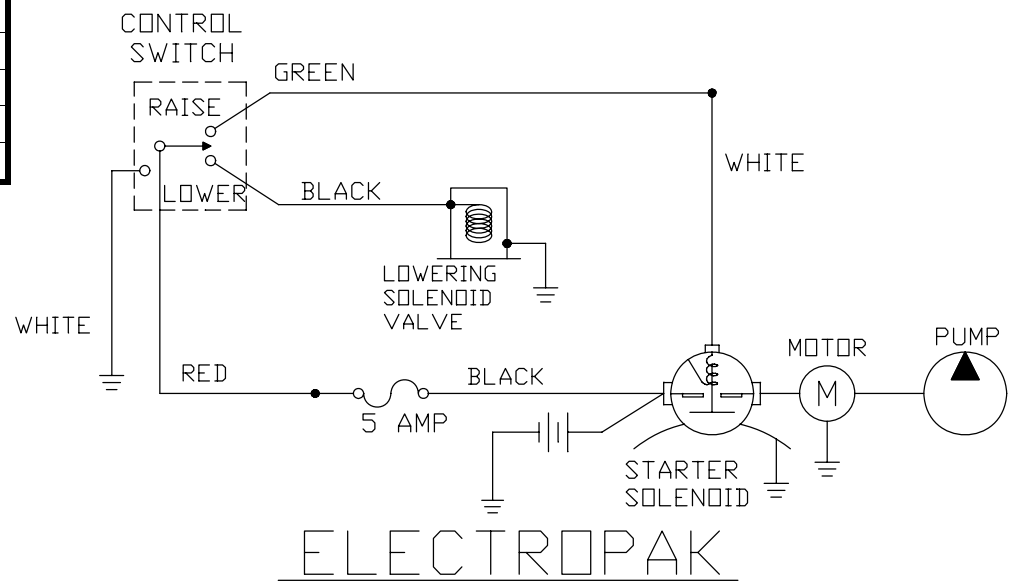 CONTROL
SWITCH
GREEN
RAISE
WHITE
LOWER
BLACK
LOWERING
SOLENOID
VALVE
WHITE
PUMP
MOTOR
RED
BLACK
M
5 AMP
STARTER
SOLENOID
ELECTROPAK